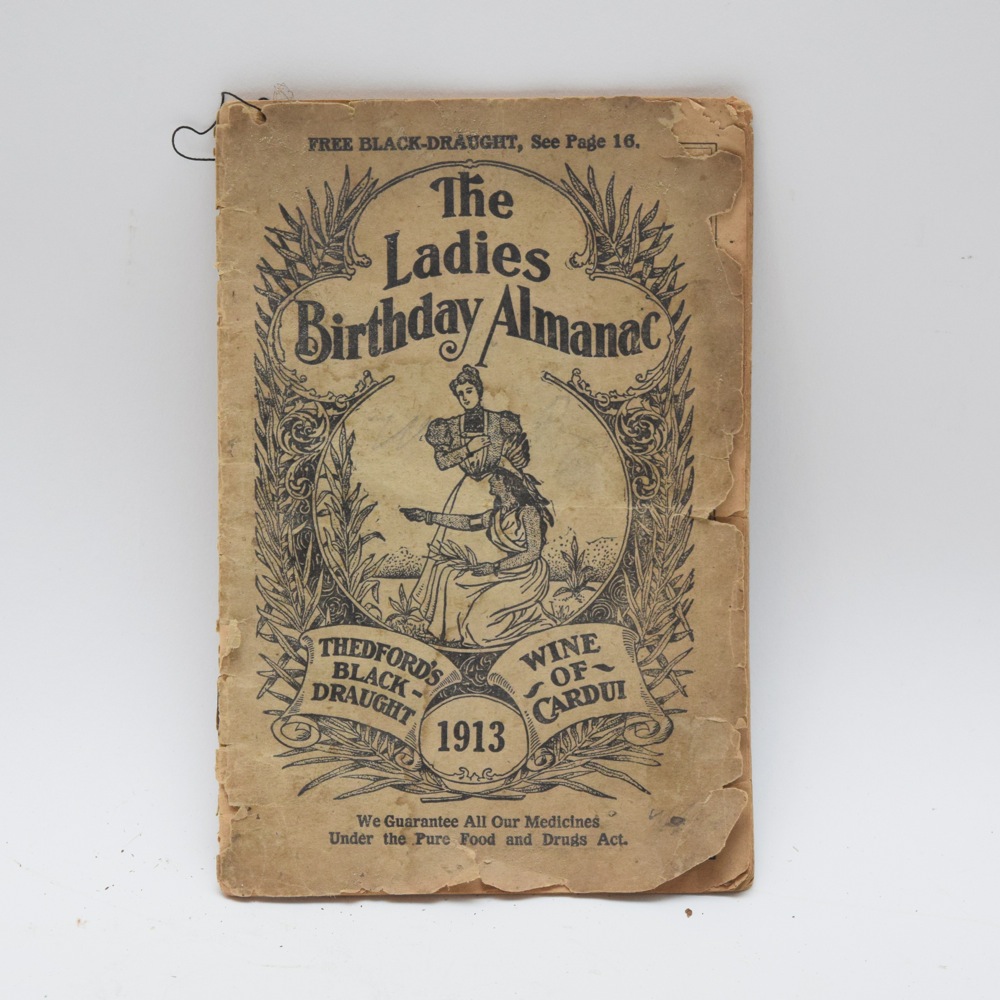 FREE BLACK-DRAUGHT, See Page 16.
The
Ladies
Birthday Almanac
THEDFORD'S
BLACK-
DRAUGHT
WINE
OF
CARDUI
1913
We Guarantee All Our Medicines
Under the Pure Food and Drugs Act.